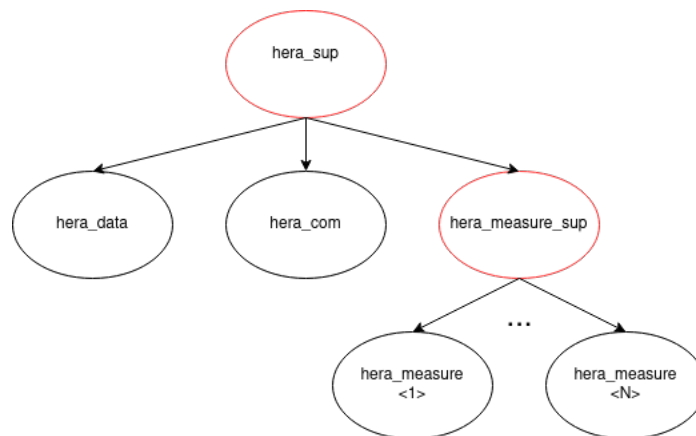 hera_sup
hera_data
hera_com
hera_measure_sup
...
hera_measure
<1>
hera_measure
<N>